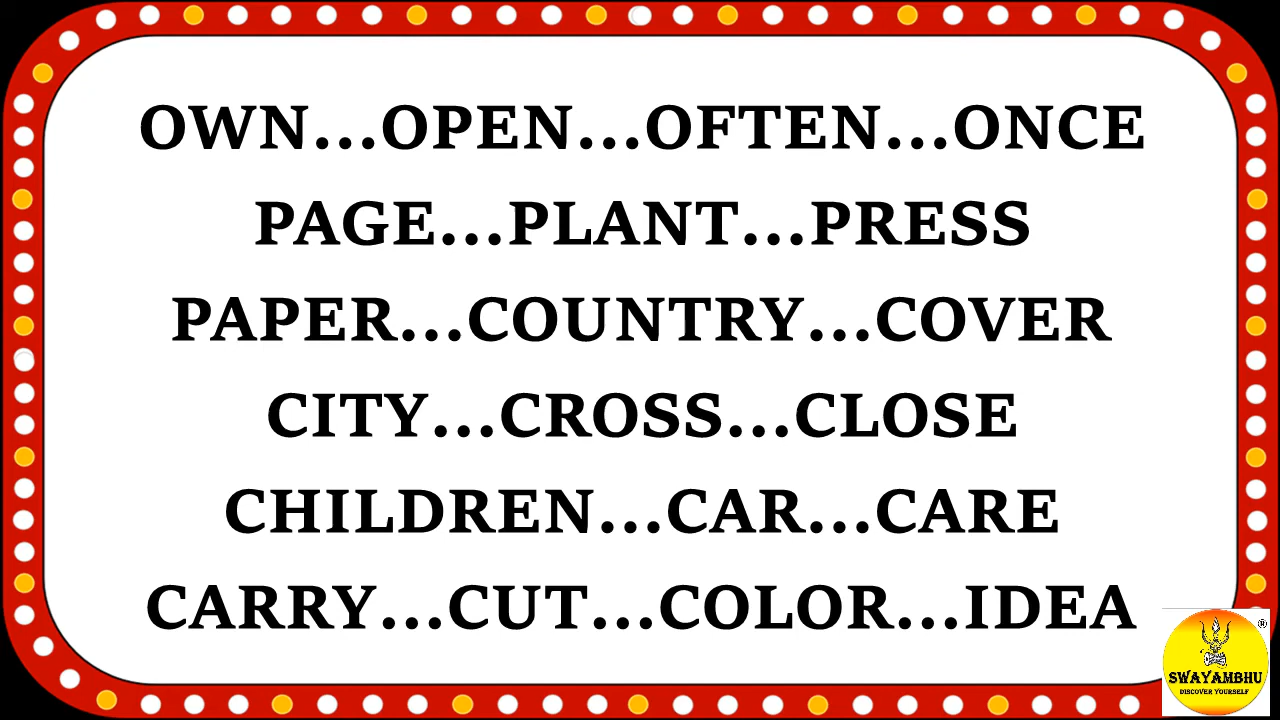 OWN...OPEN...OFTEN...ONCE
PAGE...PLANT...PRESS
PAPER...COUNTRY...COVER
CITY...CROSS...CLOSE
CHILDREN...CAR...CARE
CARRY...CUT...COLOR...IDEA
®
SWAYAMBHU
DISCOVER YOURSELF